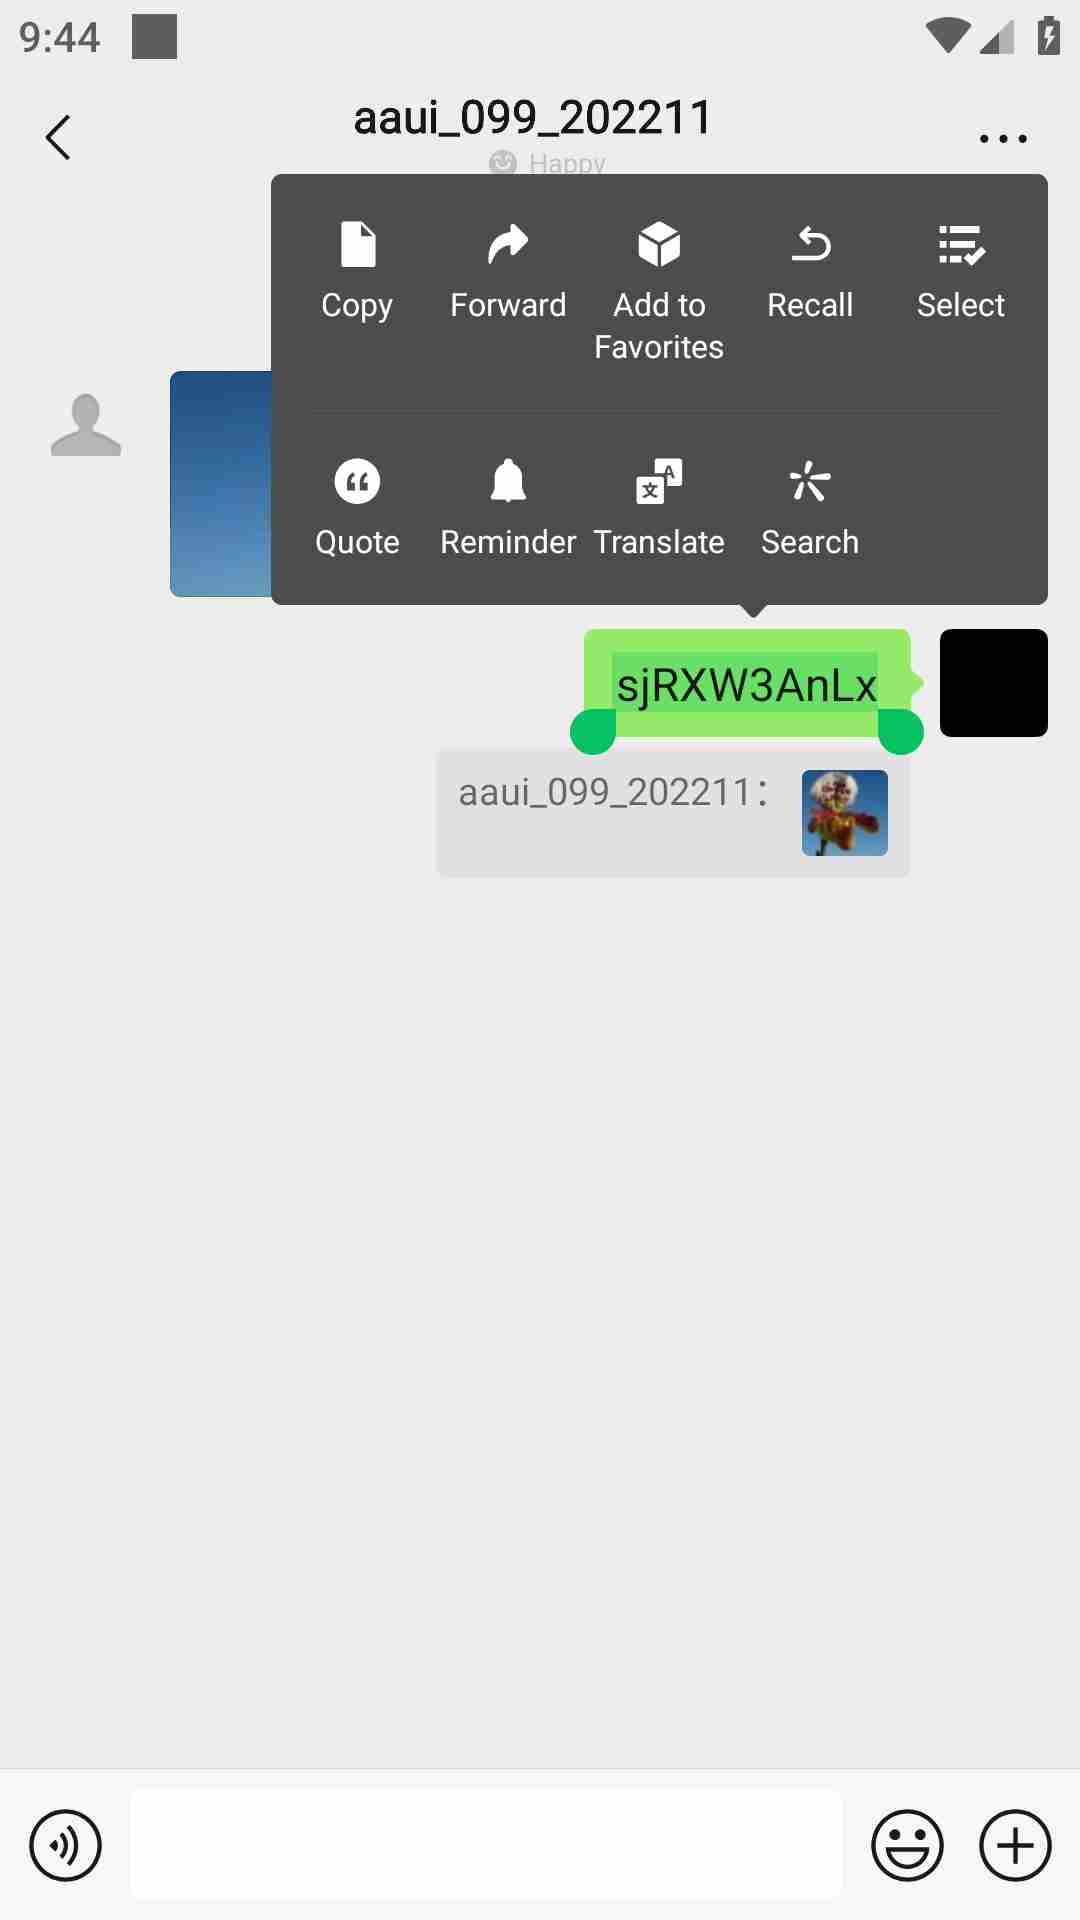 9:44
aaui_099_202211
Happy
Copy
Forward
Add to
Favorites
Recall
Select
Quote
Reminder
Translate
Search
sjRXW3AnLx
aaui_099_202211: